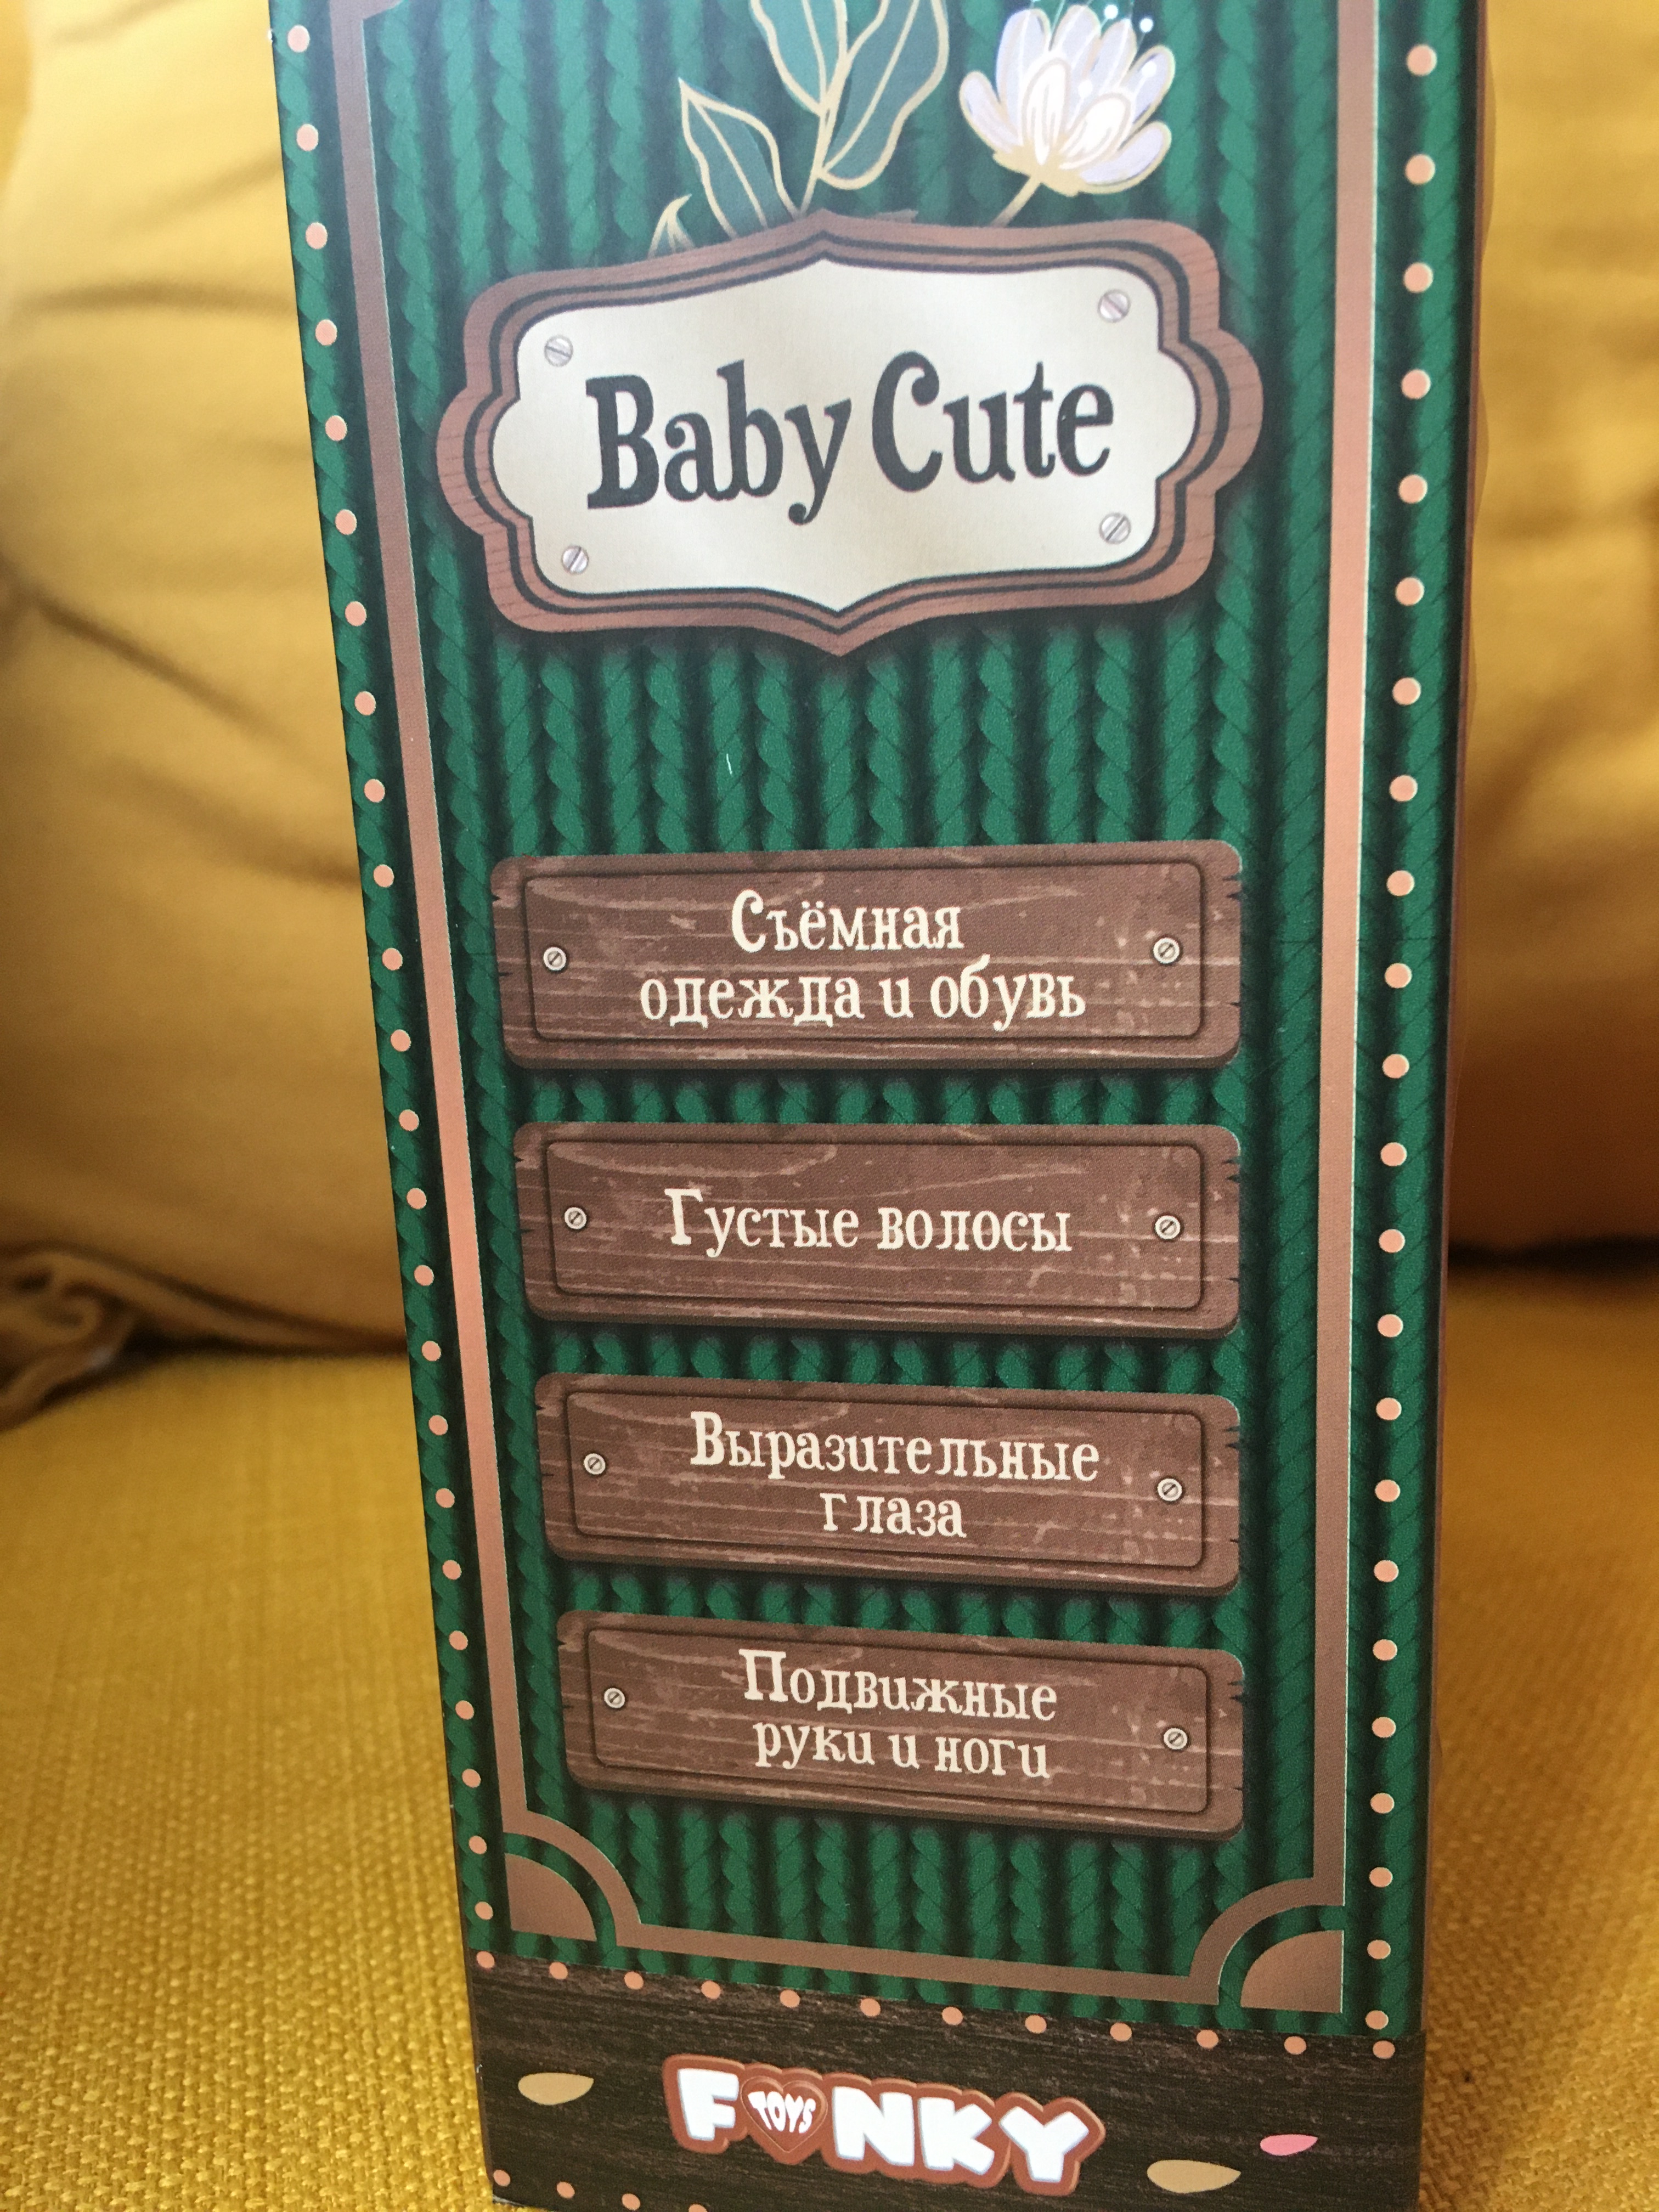 Baby Cute
Съёмная
одежда и обувь
Густые волосы
Выразительные
глаза
Подвижные
руки и ноги
FUNKY
TOYS